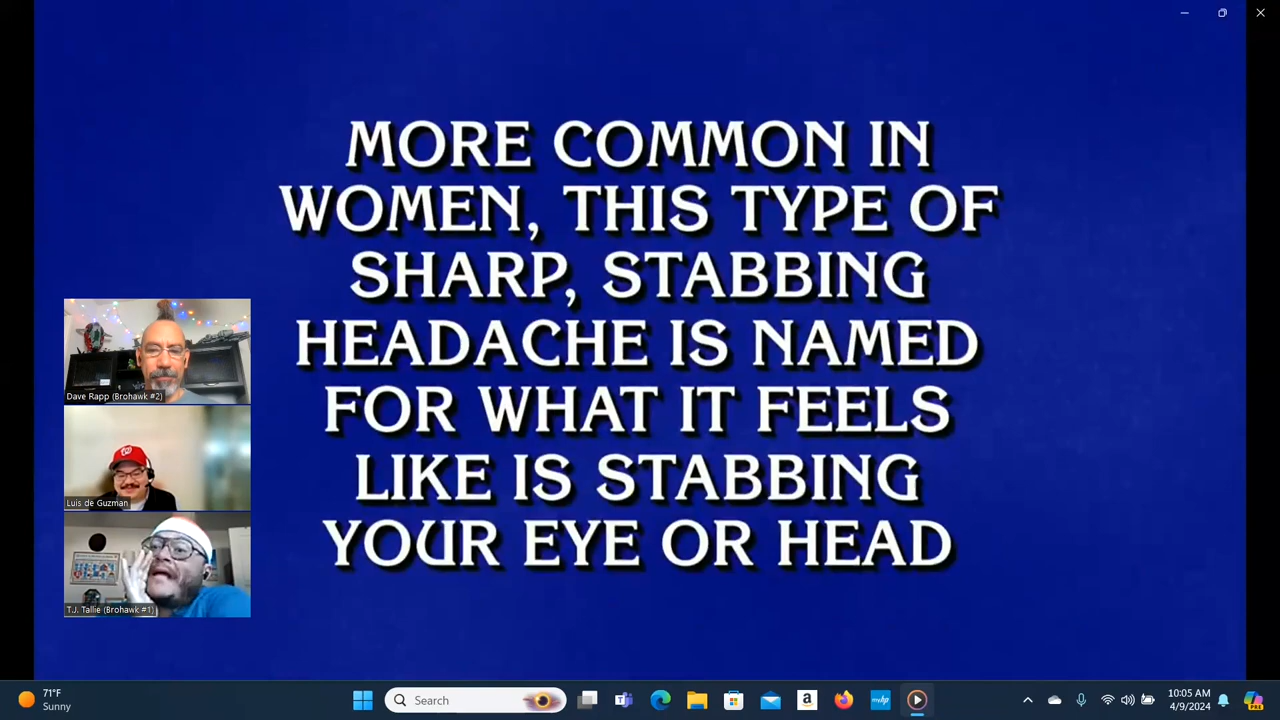 MORE COMMON IN
WOMEN, THIS TYPE OF
SHARP, STABBING
HEADACHE IS NAMED
FOR WHAT IT FEELS
LIKE IS STABBING
YOUR EYE OR HEAD
Dave Rapp (Brohawk #2)
Luis de Guzman
T.J. Tallie (Brohawk #1)
71°F
Sunny
Search
10:05 AM
4/9/2024